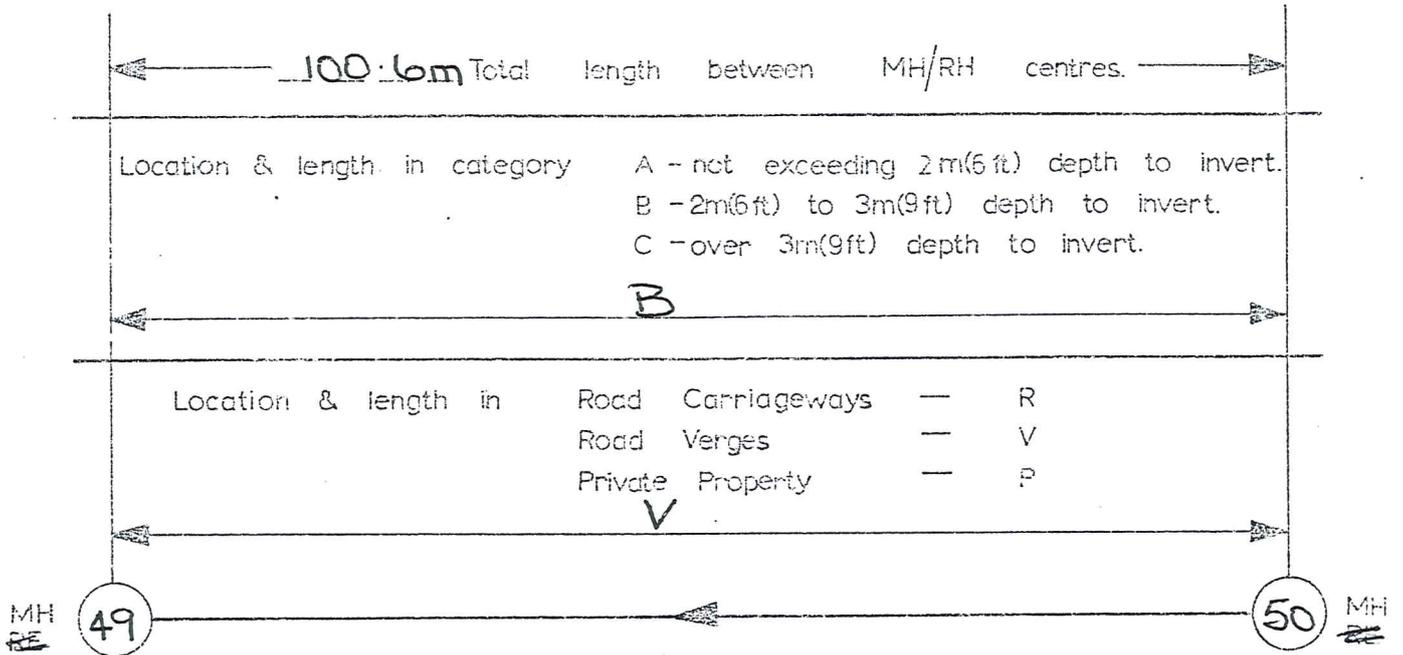 100.6m Total length between MH/RH centres.
Location & length in category A - not exceeding 2m(6ft) depth to invert.
B - 2m(6ft) to 3m(9ft) depth to invert.
C - over 3m(9ft) depth to invert.
B
Location & length in Road Carriageways — R
Road Verges — V
Private Property — P
V
MH 49 50 MH
RE